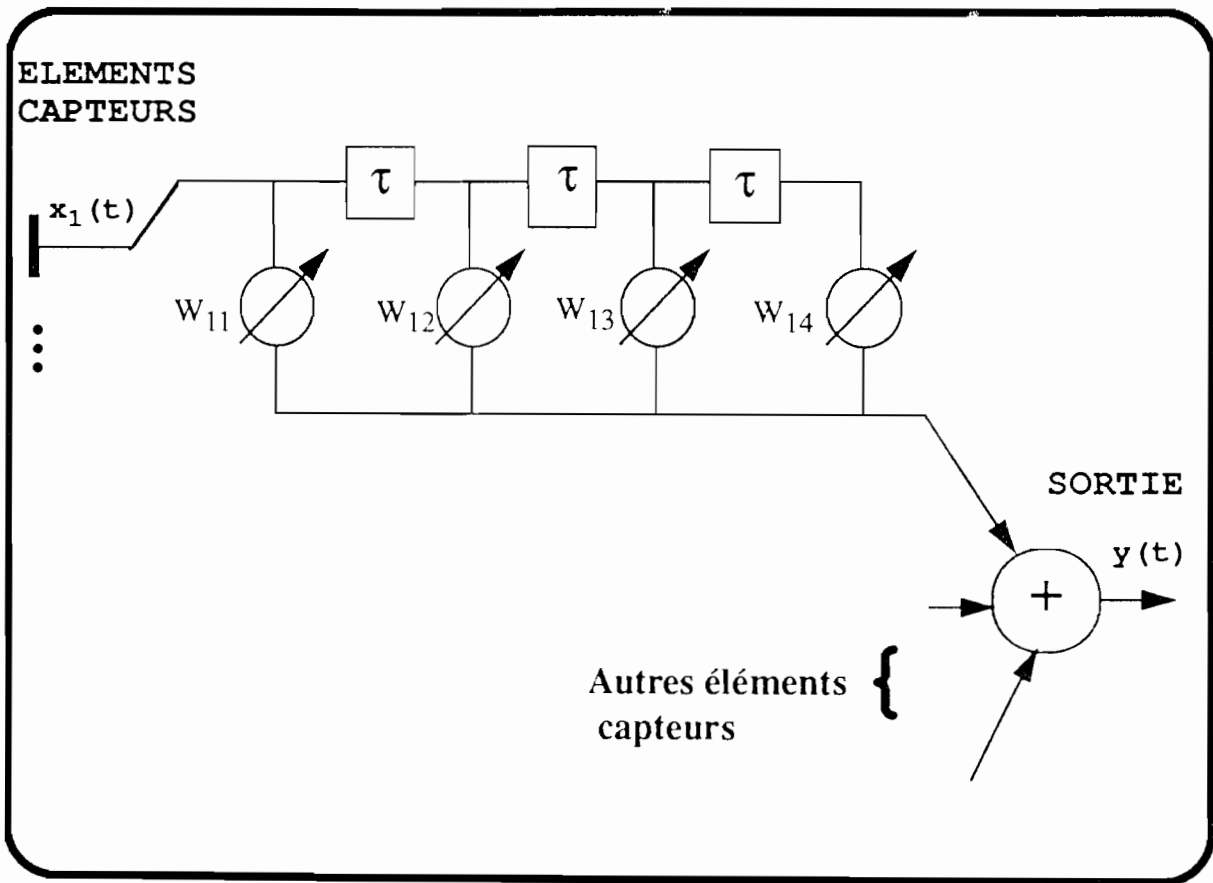 ELEMENTS
CAPTEURS
x₁(t)
τ
τ
τ
W₁₁
W₁₂
W₁₃
W₁₄
SORTIE
y(t)
+
Autres éléments
capteurs